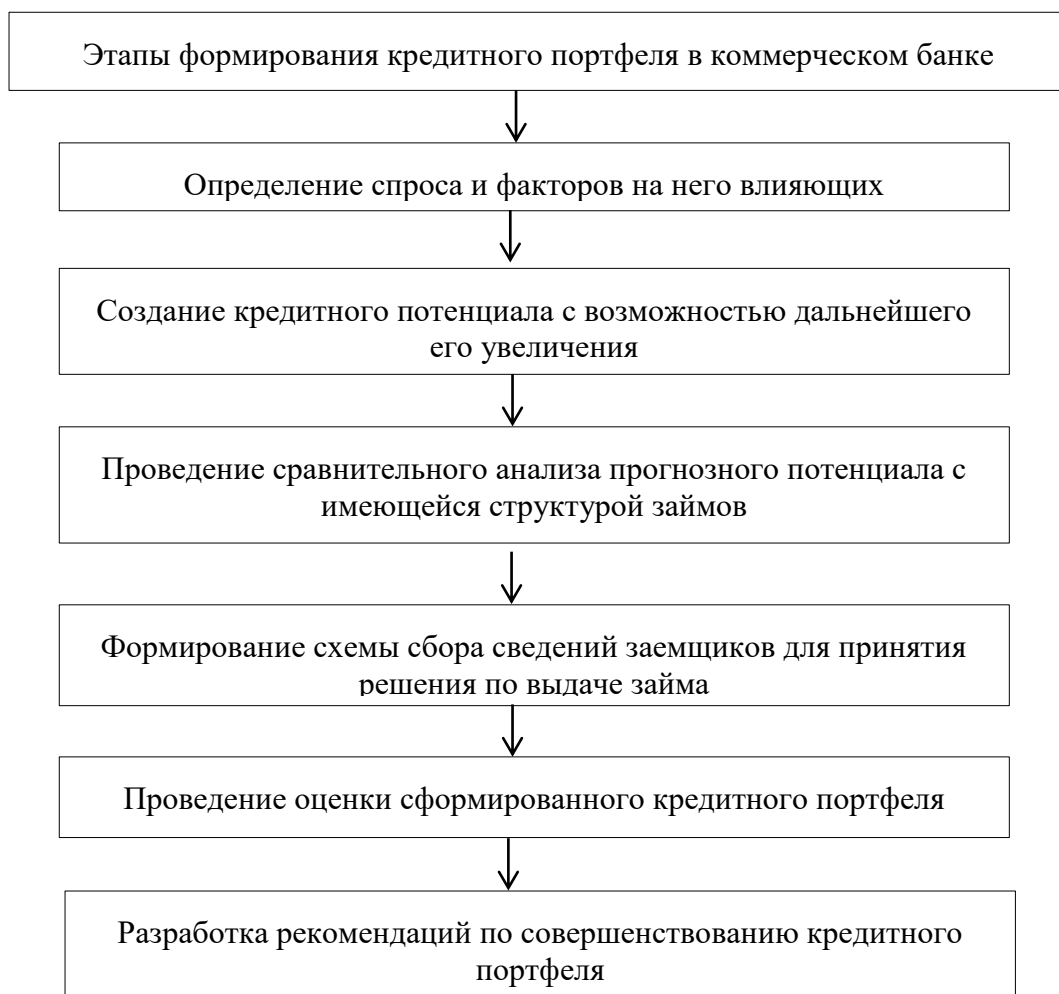 Этапы формирования кредитного портфеля в коммерческом банке
Определение спроса и факторов на него влияющих
Создание кредитного потенциала с возможностью дальнейшего
его увеличения
Проведение сравнительного анализа прогнозного потенциала с
имеющейся структурой займов
Формирование схемы сбора сведений заемщиков для принятия
решения по выдаче займа
Проведение оценки сформированного кредитного портфеля
Разработка рекомендаций по совершенствованию кредитного
портфеля